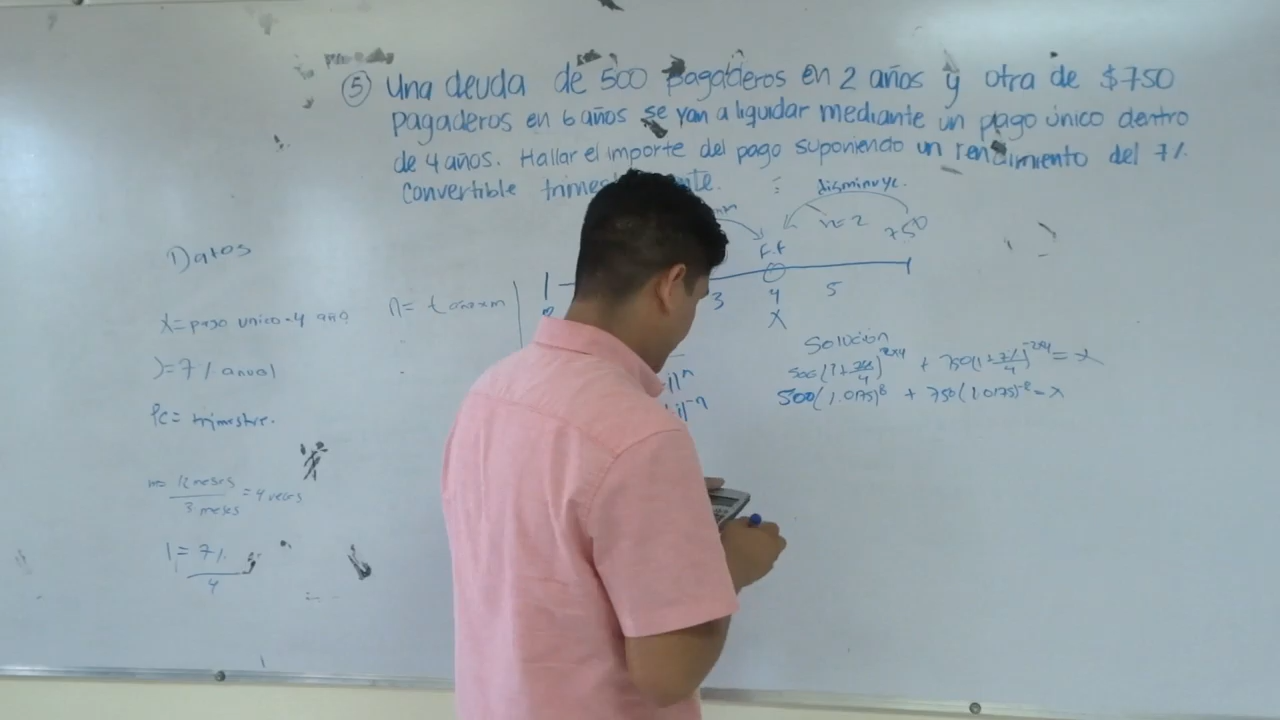 ⑤ Una deuda de 500 pagaderos en 2 años y otra de $750
pagaderos en 6 años se van a liquidar mediante un pago único dentro
de 4 años. Hallar el importe del pago suponiendo un rendimiento del 7%
convertible
disminuye.
n=2
750
F.F
3 4 5
X
Datos
X = pago unico - 4 año
J = 7% anual
Pc = trimestre.
m = 12 meses / 3 meses = 4 veces
i = 7% / 4
n = t años x m
)ⁿ
i)⁻ⁿ
Solución
500(1+7%/4)²ˣ⁴ + 750(1+7%/4)⁻²ˣ⁴ = X
500(1.0175)⁸ + 750(1.0175)⁻⁸ = X